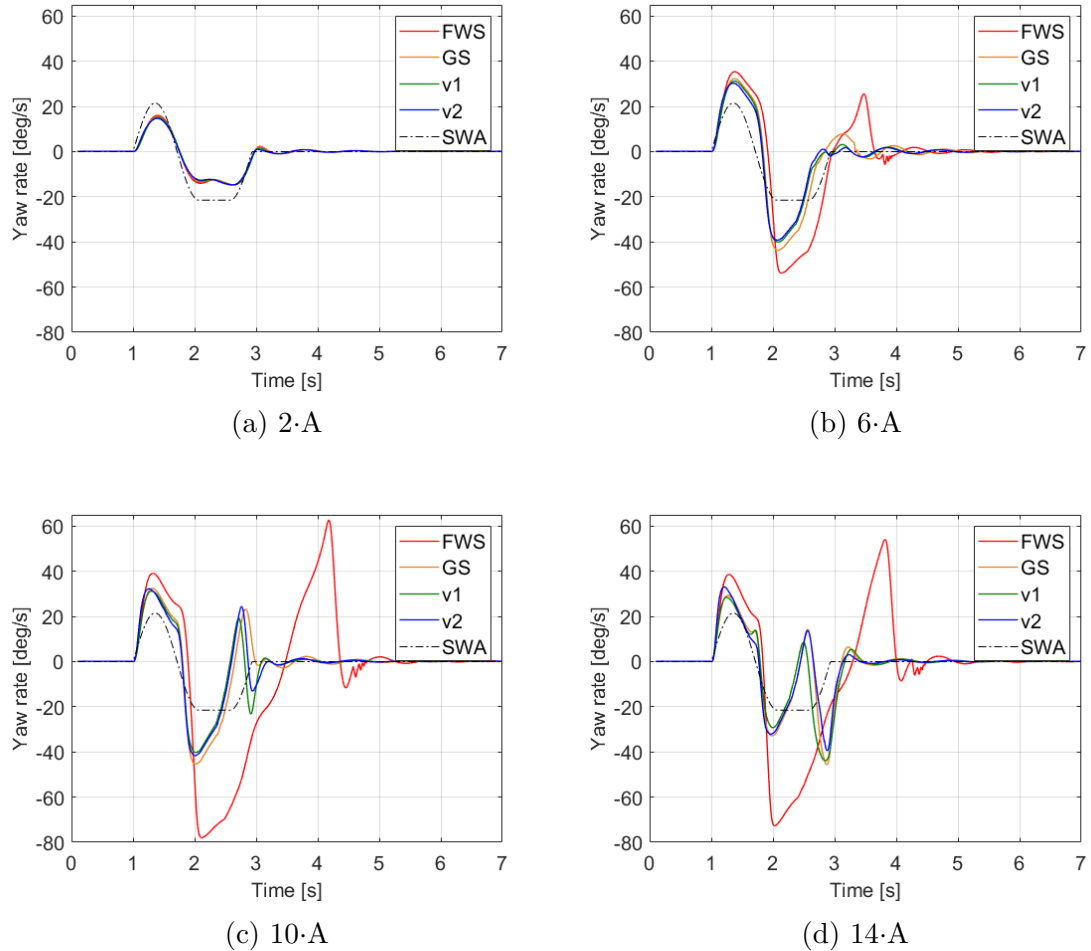 60
40
20
0
-20
-40
-60
-80
Yaw rate [deg/s]
FWS
GS
v1
v2
SWA
0 1 2 3 4 5 6 7
Time [s]
(a) 2·A
60
40
20
0
-20
-40
-60
-80
Yaw rate [deg/s]
FWS
GS
v1
v2
SWA
0 1 2 3 4 5 6 7
Time [s]
(b) 6·A
60
40
20
0
-20
-40
-60
-80
Yaw rate [deg/s]
FWS
GS
v1
v2
SWA
0 1 2 3 4 5 6 7
Time [s]
(c) 10·A
60
40
20
0
-20
-40
-60
-80
Yaw rate [deg/s]
FWS
GS
v1
v2
SWA
0 1 2 3 4 5 6 7
Time [s]
(d) 14·A